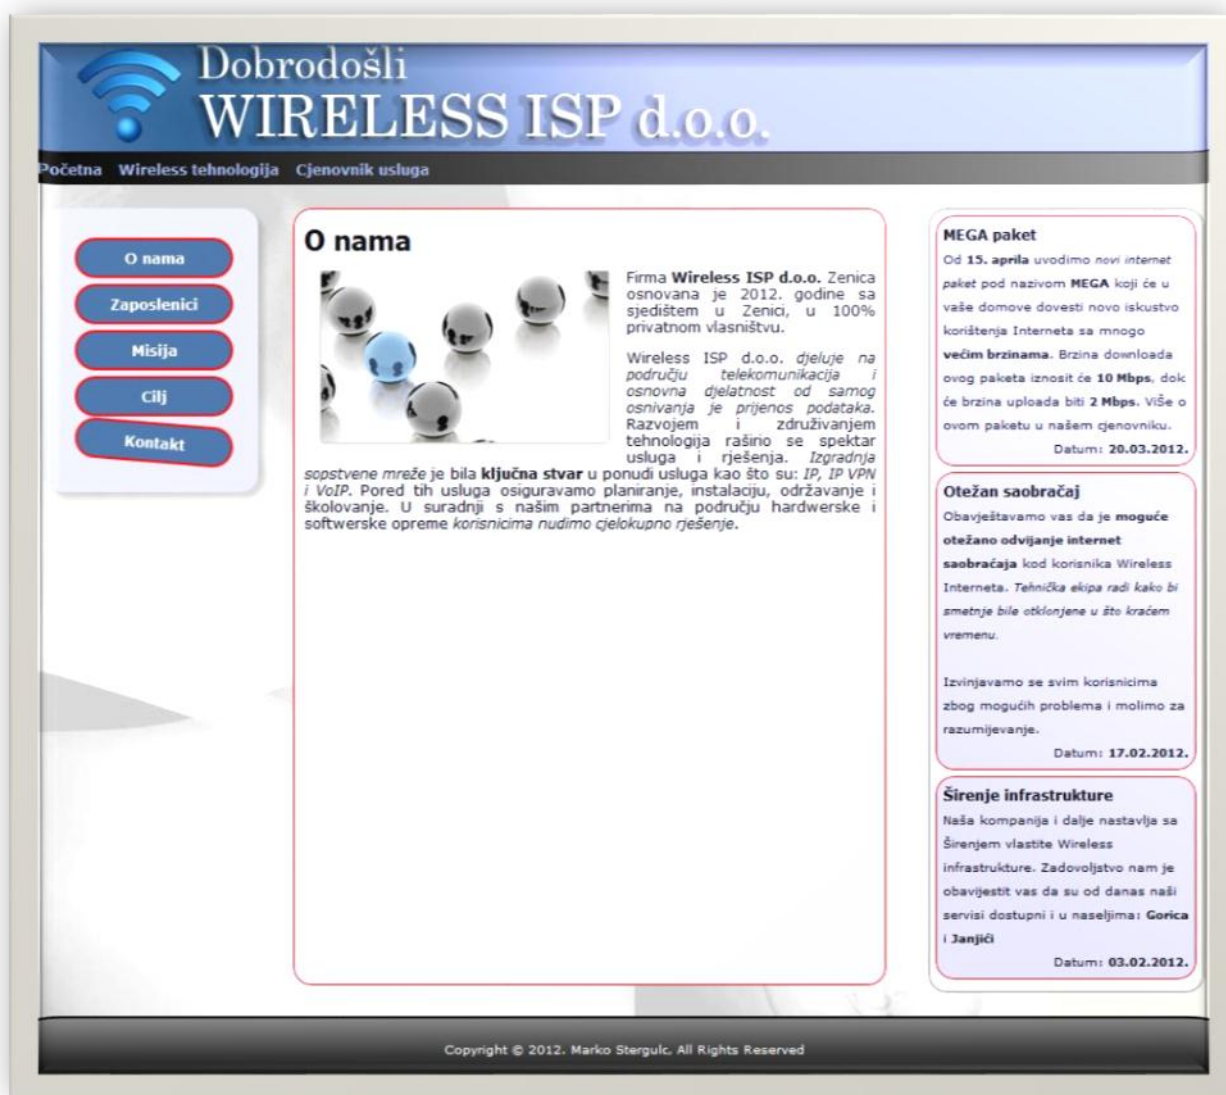 Dobrodošli
WIRELESS ISP d.o.o.
Početna Wireless tehnologija Cjenovnik usluga
O nama
Zaposlenici
Misija
Cilj
Kontakt
O nama
Firma Wireless ISP d.o.o. Zenica
osnovana je 2012. godine sa
sjedištem u Zenici, u 100%
privatnom vlasništvu.
Wireless ISP d.o.o. djeluje na
području telekomunikacija i
osnovna djelatnost od samog
osnivanja je prijenos podataka.
Razvojem i združivanjem
tehnologija raširio se spektar
usluga i rješenja. Izgradnja
sopstvene mreže je bila ključna stvar u ponudi usluga kao što su: IP, IP VPN
i VoIP. Pored tih usluga osiguravamo planiranje, instalaciju, održavanje i
školovanje. U suradnji s našim partnerima na području hardwerske i
softwerske opreme korisnicima nudimo cjelokupno rješenje.
MEGA paket
Od 15. aprila uvodimo novi internet
paket pod nazivom MEGA koji će u
vaše domove dovesti novo iskustvo
korištenja Interneta sa mnogo
većim brzinama. Brzina downloada
ovog paketa iznosit će 10 Mbps, dok
će brzina uploada biti 2 Mbps. ViŠe o
ovom paketu u našem cjenovniku.
Datum: 20.03.2012.
Otežan saobračaj
Obavještavamo vas da je moguće
otežano odvijanje internet
saobraćaja kod korisnika Wireless
Interneta. Tehnička ekipa radi kako bi
smetnje bile otklonjene u što kraćem
vremenu.
Izvinjavamo se svim korisnicima
zbog mogućih problema i molimo za
razumijevanje.
Datum: 17.02.2012.
Širenje infrastrukture
Naša kompanija i dalje nastavlja sa
Širenjem vlastite Wireless
infrastrukture. Zadovoljstvo nam je
obavijestit vas da su od danas naši
servisi dostupni i u naseljima: Gorica
i Janjići
Datum: 03.02.2012.
Copyright © 2012. Marko Stergulc, All Rights Reserved